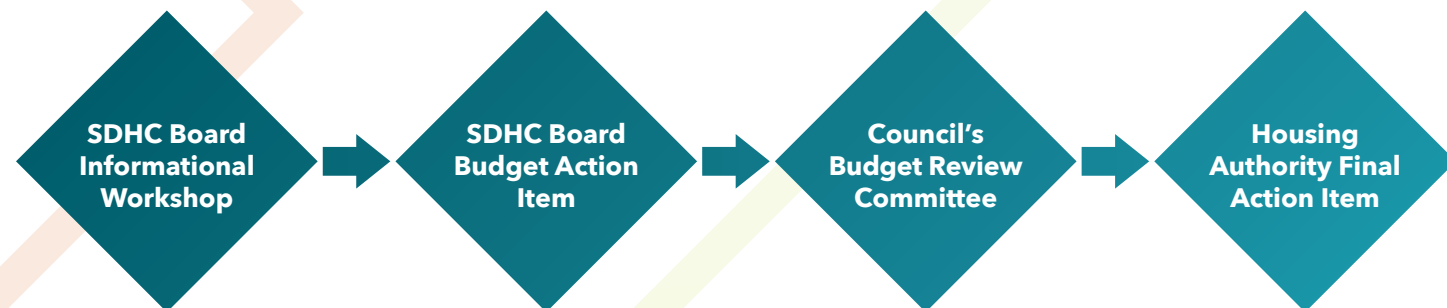 SDHC Board
Informational
Workshop
SDHC Board
Budget Action
Item
Council’s
Budget Review
Committee
Housing
Authority Final
Action Item